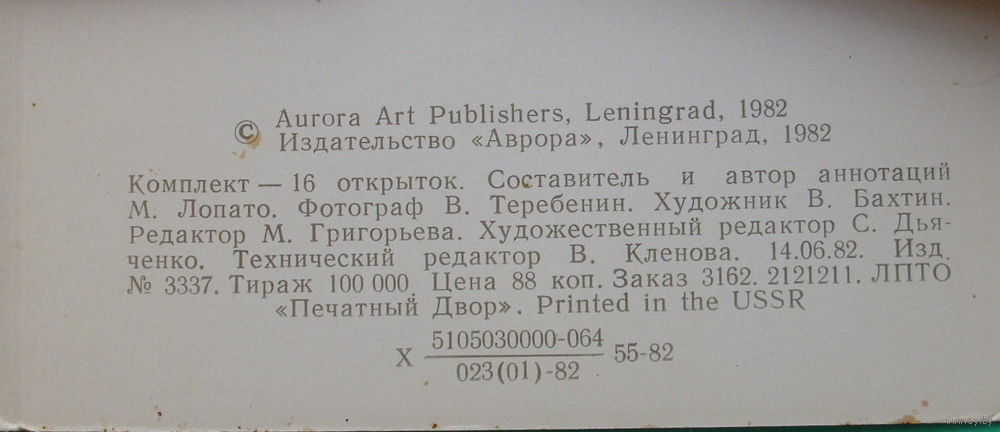 © Aurora Art Publishers, Leningrad, 1982
Издательство «Аврора», Ленинград, 1982
Комплект — 16 открыток. Составитель и автор аннотаций
М. Лопато. Фотограф В. Теребенин. Художник В. Бахтин.
Редактор М. Григорьева. Художественный редактор С. Дья-
ченко. Технический редактор В. Кленова. 14.06.82. Изд.
№ 3337. Тираж 100 000. Цена 88 коп. Заказ 3162. 2121211. ЛПТО
«Печатный Двор». Printed in the USSR
5105030000-064
Х 55-82
023(01)-82